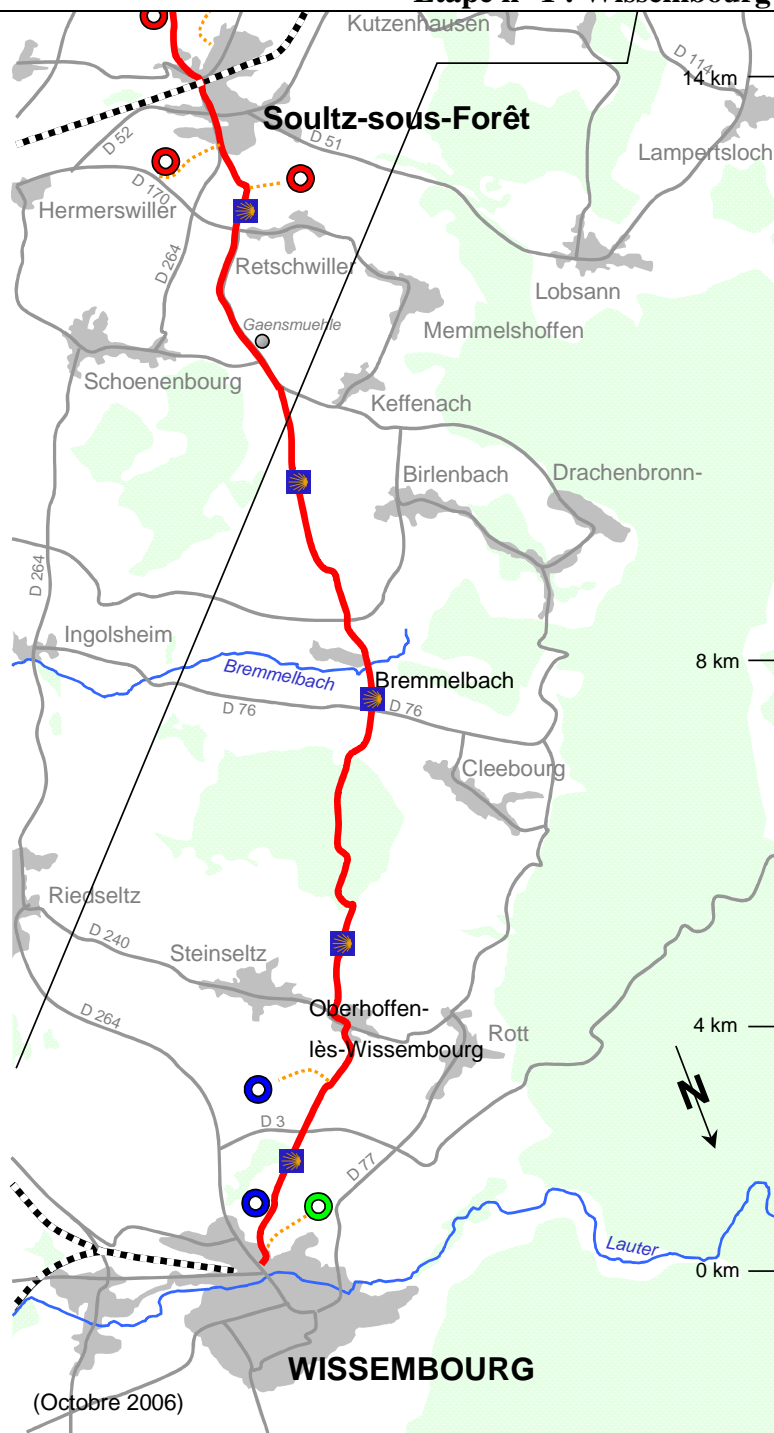 Kutzenhausen
D 114
14 km
Soultz-sous-Forêt
D 52
D 51
Lampertsloch
D 170
Hermerswiller
D 264
Retschwiller
Lobsann
Gaensmuehle
Memmelshoffen
Schoenenbourg
Keffenach
Birlenbach
Drachenbronn-
D 264
Ingolsheim
8 km
Bremmelbach
Bremmelbach
D 76
D 76
Cleebourg
Riedseltz
D 240
Steinseltz
Oberhoffen-
lès-Wissembourg
D 264
4 km
Rott
N
D 3
D 77
Lauter
0 km
WISSEMBOURG
(Octobre 2006)